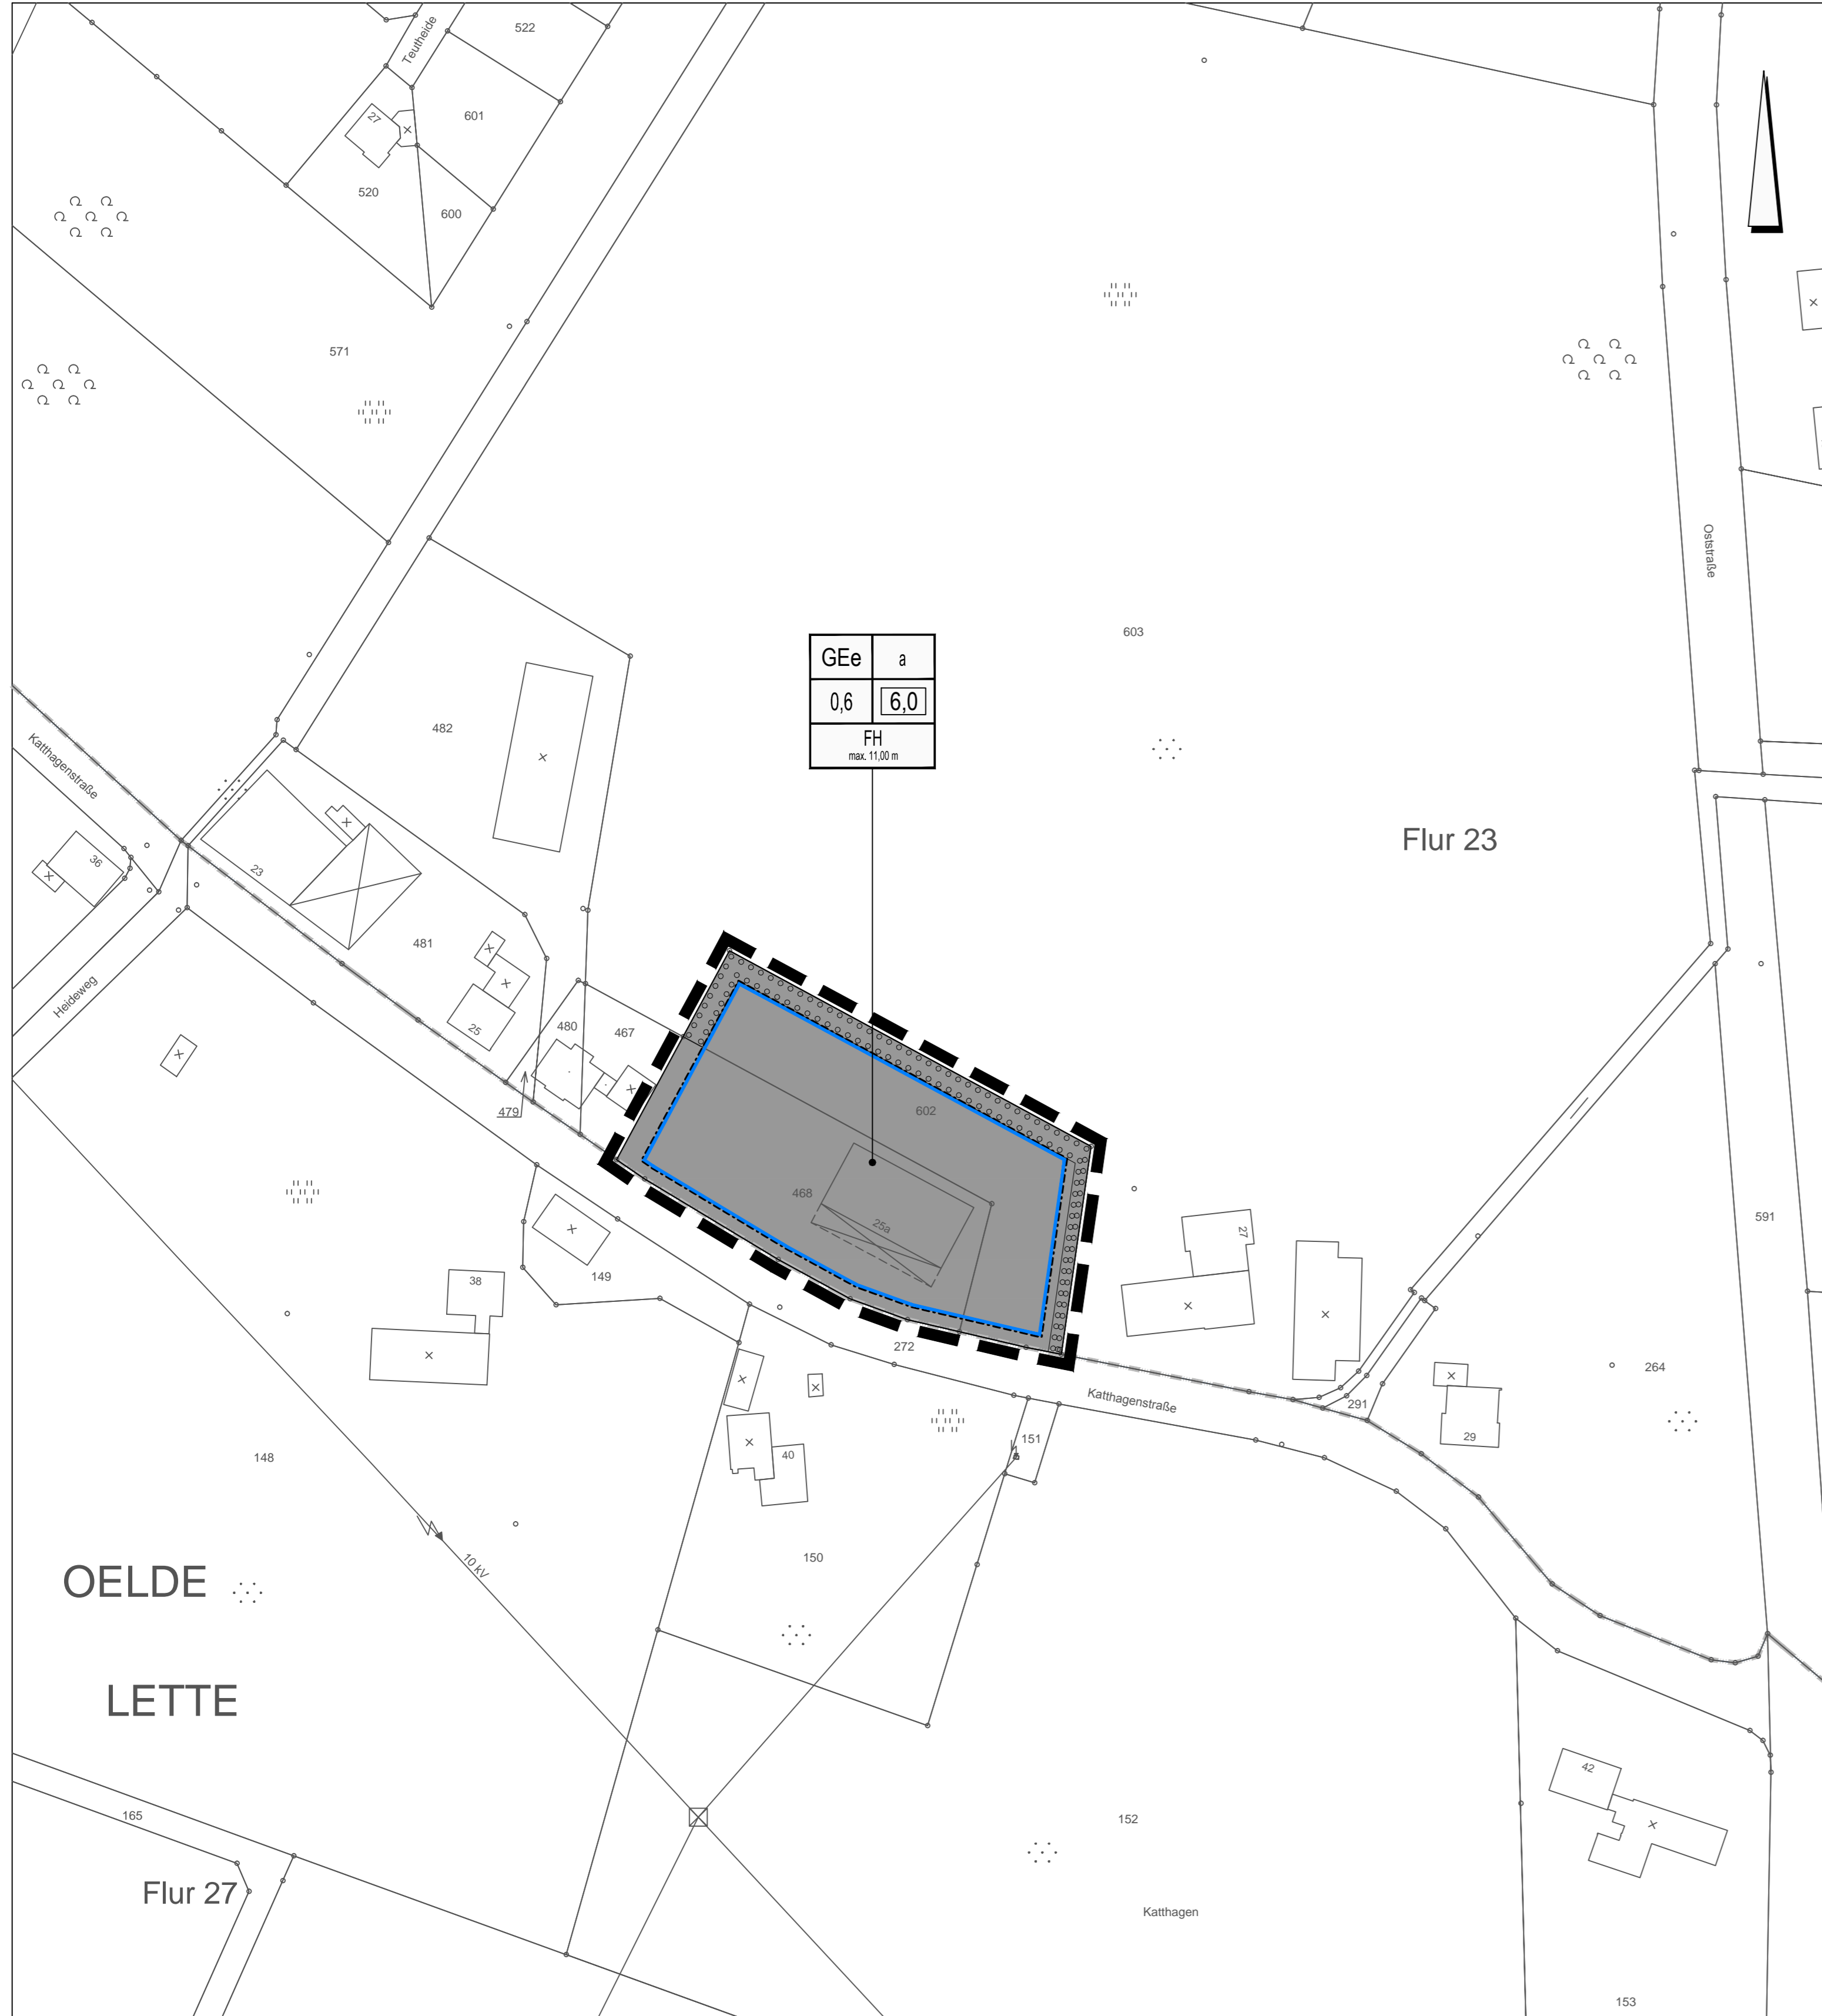 Teutheide
522
27
601
520
600
571
Oststraße
603
GEe a
0,6 6,0
FH
max. 11,00 m
482
Katthagenstraße
Flur 23
36
23
481
Heideweg
25
480
467
479
602
468
25a
27
591
149
38
272
264
Katthagenstraße
291
29
151
40
148
150
10 kV
OELDE
LETTE
42
165
152
Flur 27
Katthagen
153